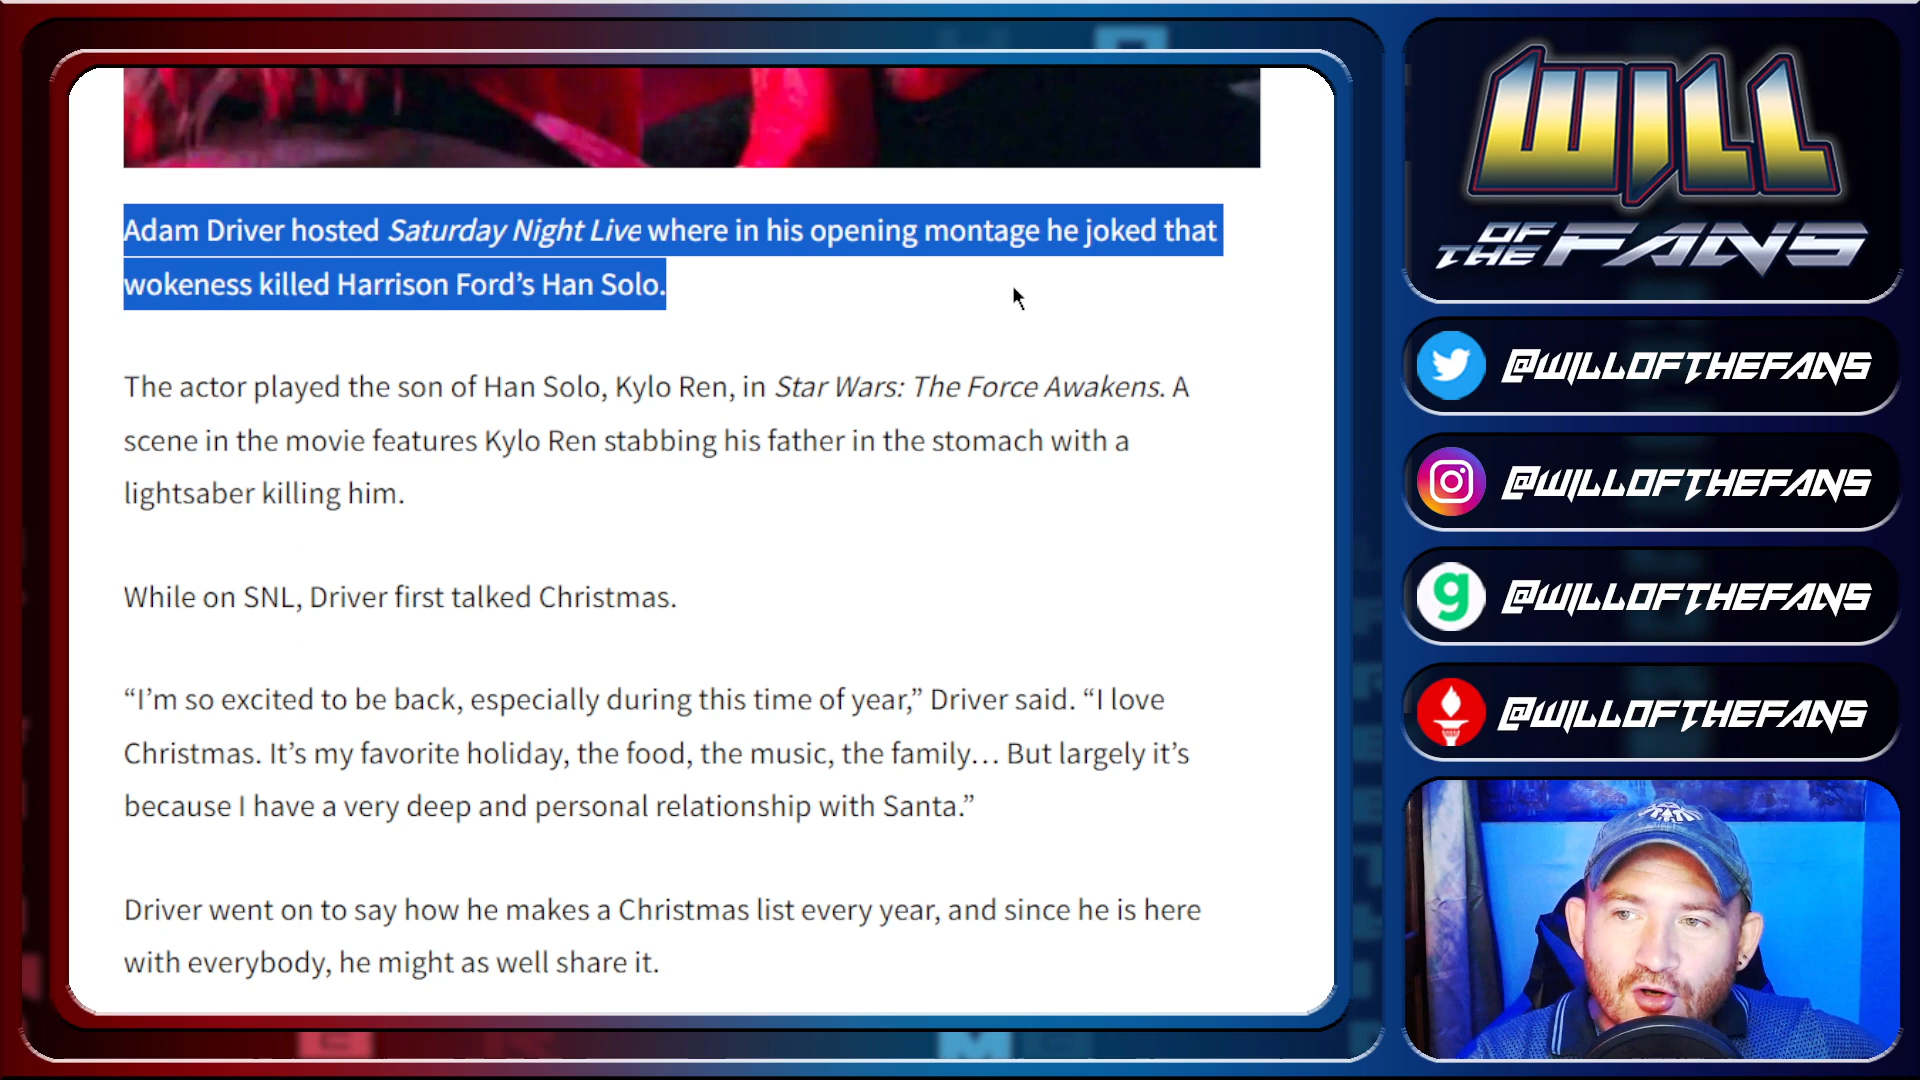 Adam Driver hosted Saturday Night Live where in his opening montage he joked that
wokeness killed Harrison Ford’s Han Solo.
The actor played the son of Han Solo, Kylo Ren, in Star Wars: The Force Awakens. A
scene in the movie features Kylo Ren stabbing his father in the stomach with a
lightsaber killing him.
While on SNL, Driver first talked Christmas.
“I’m so excited to be back, especially during this time of year,” Driver said. “I love
Christmas. It’s my favorite holiday, the food, the music, the family… But largely it’s
because I have a very deep and personal relationship with Santa.”
Driver went on to say how he makes a Christmas list every year, and since he is here
with everybody, he might as well share it.
WILL
OF THE FANS
@WILLOFTHEFANS
@WILLOFTHEFANS
g @WILLOFTHEFANS
@WILLOFTHEFANS